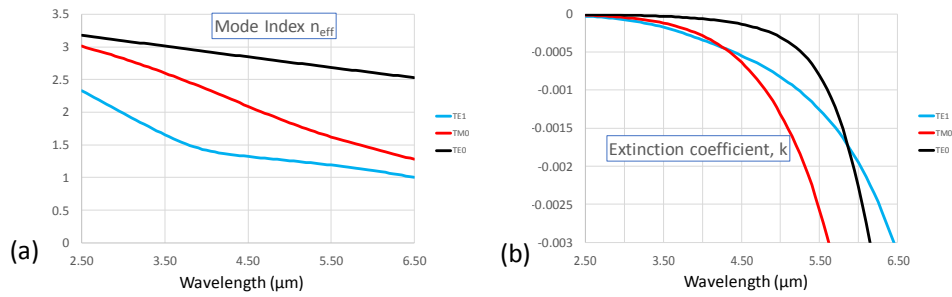 Mode Index neff
3.5
3
2.5
2
1.5
1
0.5
0
2.50
3.50
4.50
5.50
6.50
Wavelength (µm)
TE1
TM0
TE0
(a)
Extinction coefficient, k
0
-0.0005
-0.001
-0.0015
-0.002
-0.0025
-0.003
2.50
3.50
4.50
5.50
6.50
Wavelength (µm)
TE1
TM0
TE0
(b)